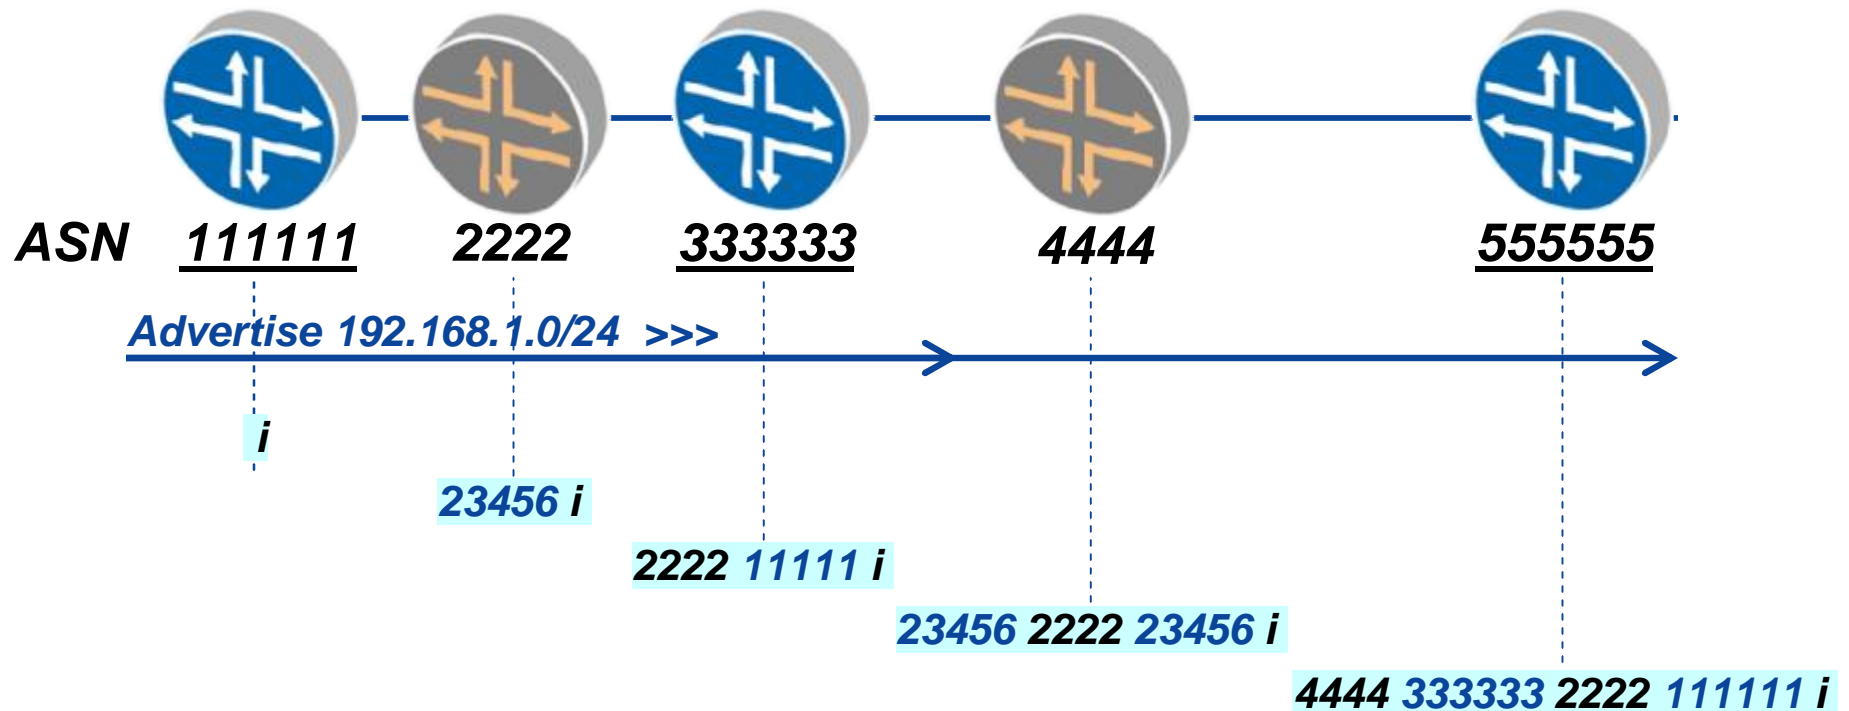 ASN 111111 2222 333333 4444 555555
Advertise 192.168.1.0/24 >>>
i
23456 i
2222 11111 i
23456 2222 23456 i
4444 333333 2222 111111 i